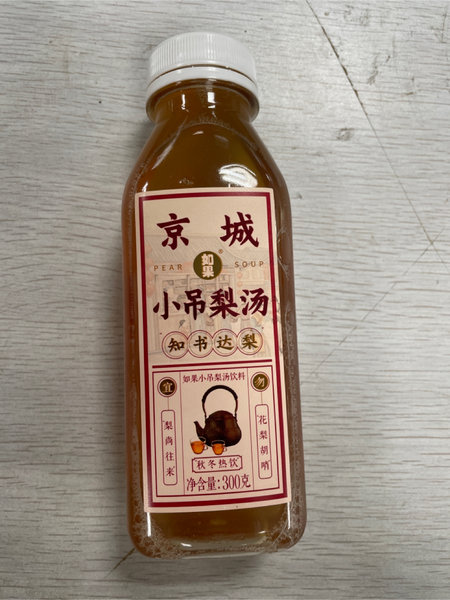 京 城
如果®
PEAR SOUP
小吊梨汤
知书达梨
如果小吊梨汤饮料
宜
梨尚往来
勿
花梨胡哨
秋冬热饮
净含量:300克